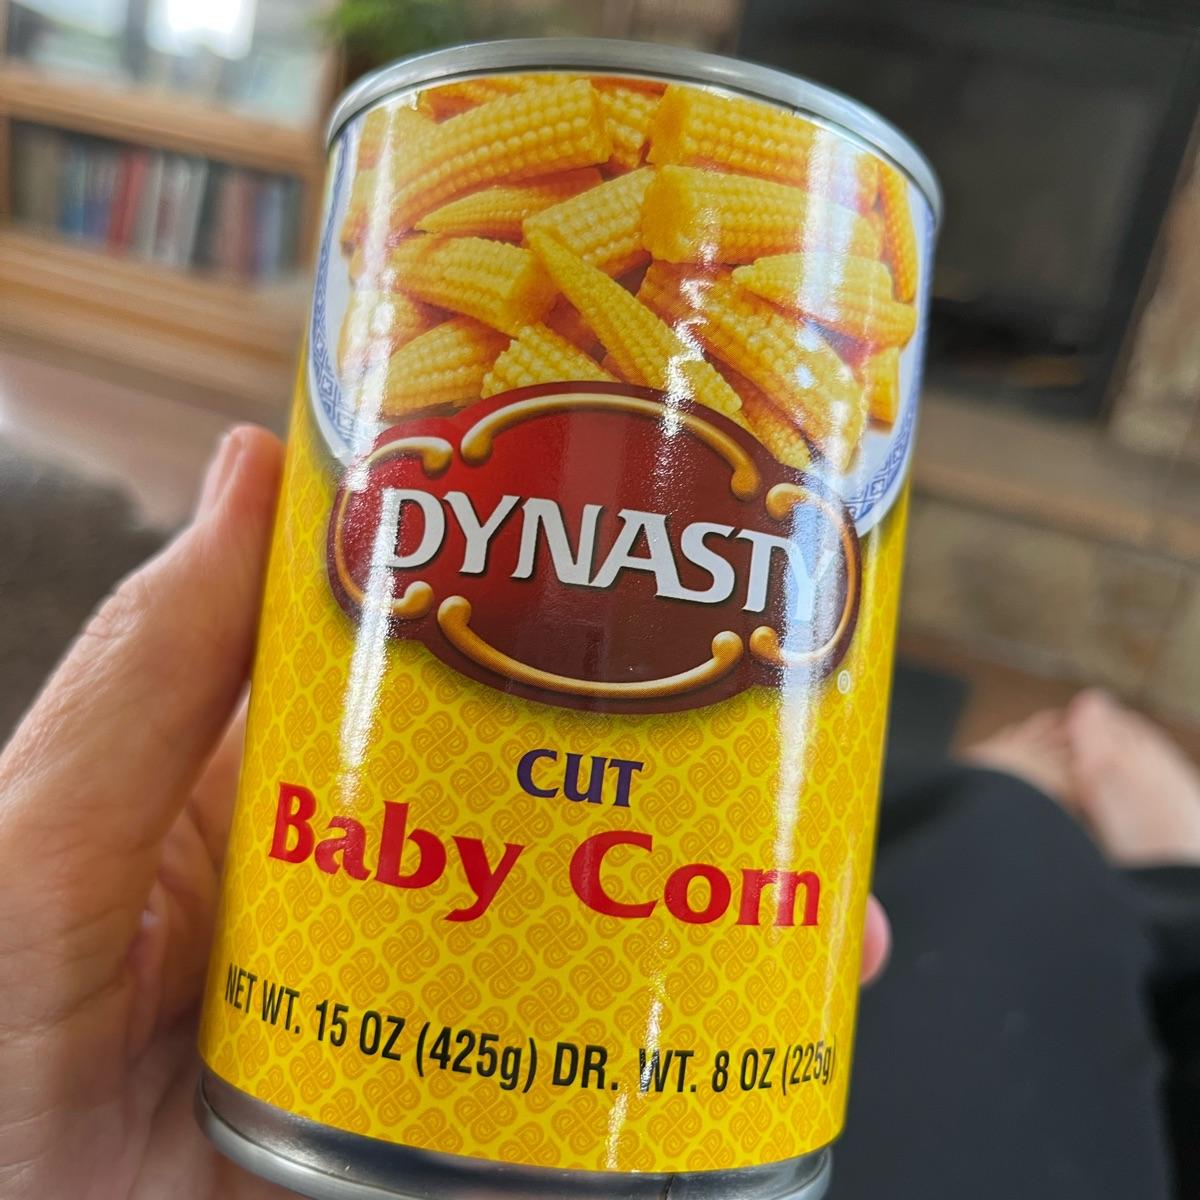 DYNASTY
®
CUT
Baby Corn
NET WT. 15 OZ (425g) DR. WT. 8 OZ (225g)